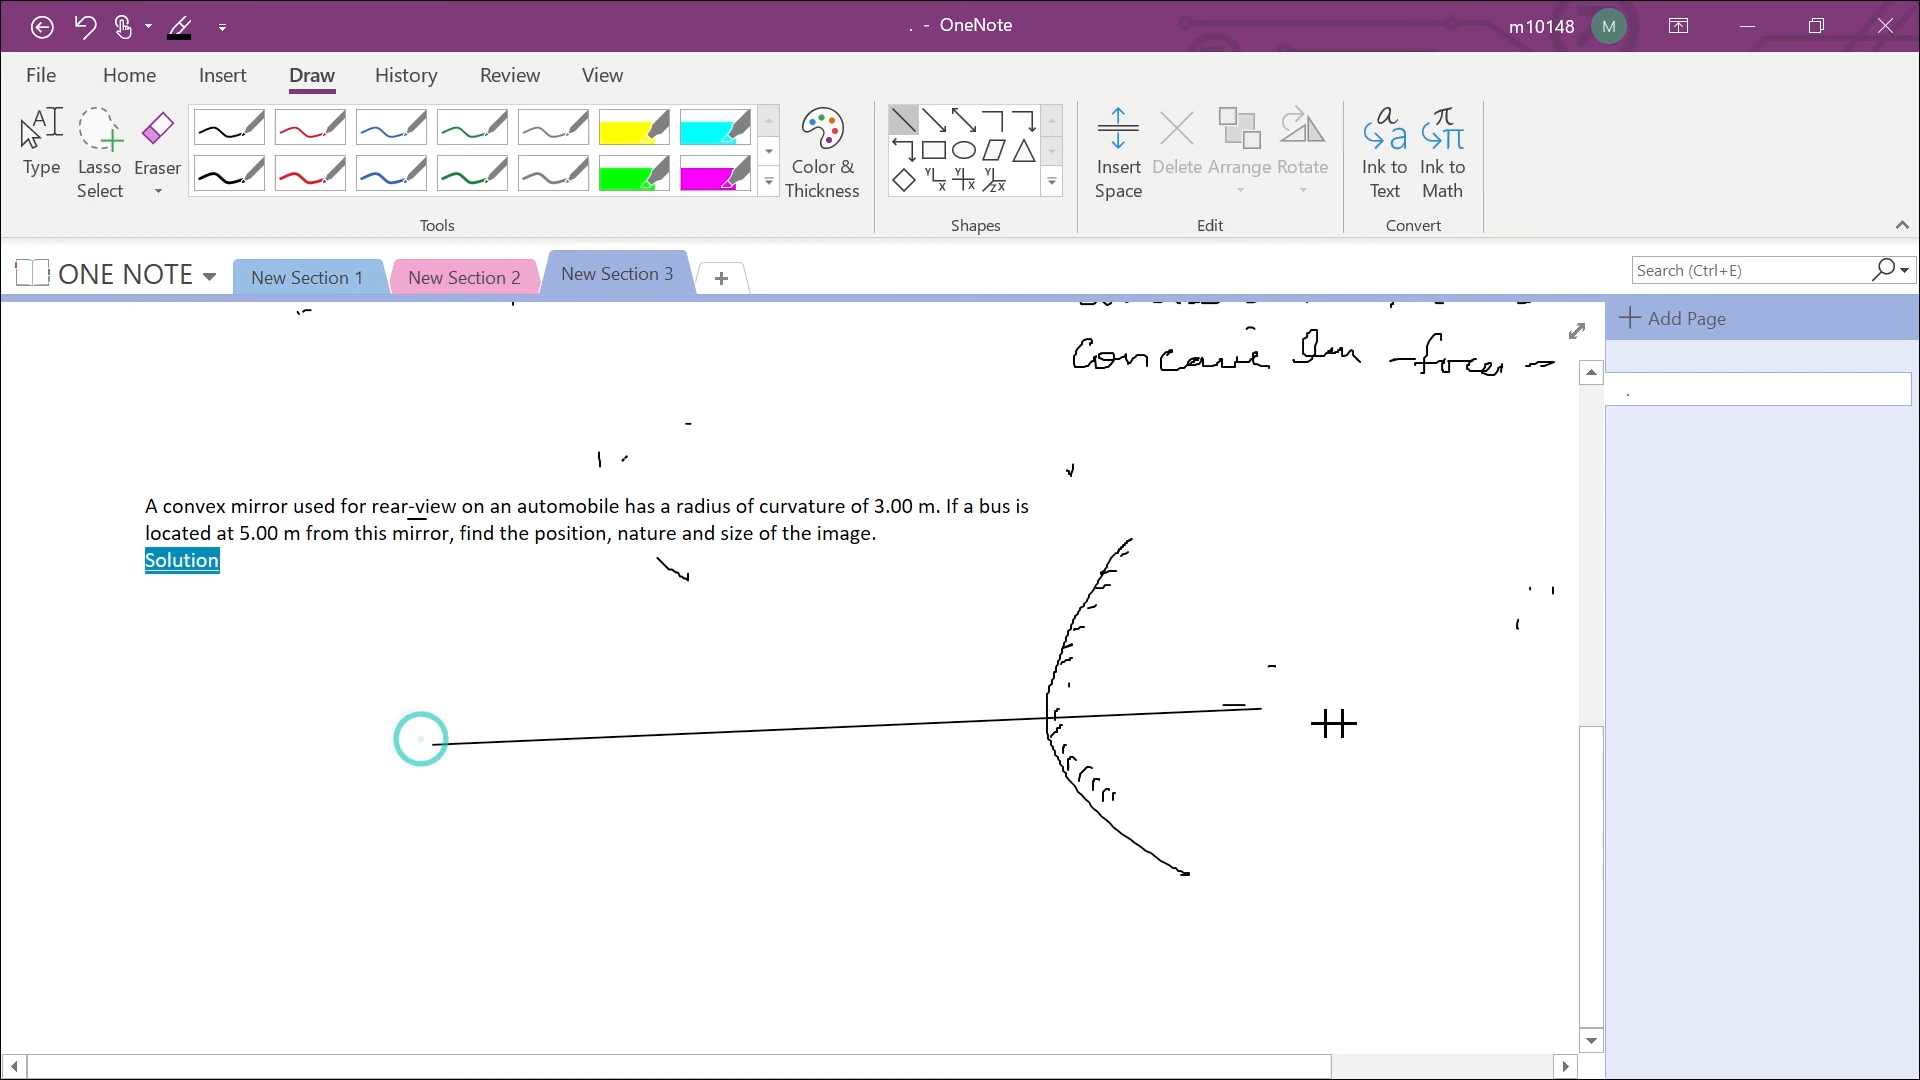 . - OneNote
m10148
M
File Home Insert Draw History Review View
Type
Lasso Select
Eraser
Color & Thickness
Insert Space
Delete Arrange Rotate
Ink to Text
Ink to Math
Tools Shapes Edit Convert
ONE NOTE
New Section 1
New Section 2
New Section 3
Search (Ctrl+E)
Add Page
.
Concave
A convex mirror used for rear-view on an automobile has a radius of curvature of 3.00 m. If a bus is
located at 5.00 m from this mirror, find the position, nature and size of the image.
Solution